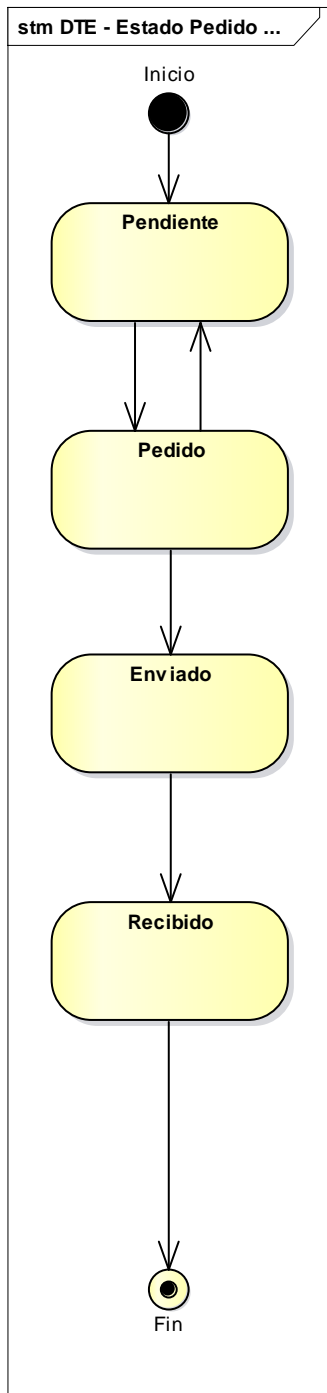 stm DTE - Estado Pedido ...
Inicio
Pendiente
Pedido
Enviado
Recibido
Fin